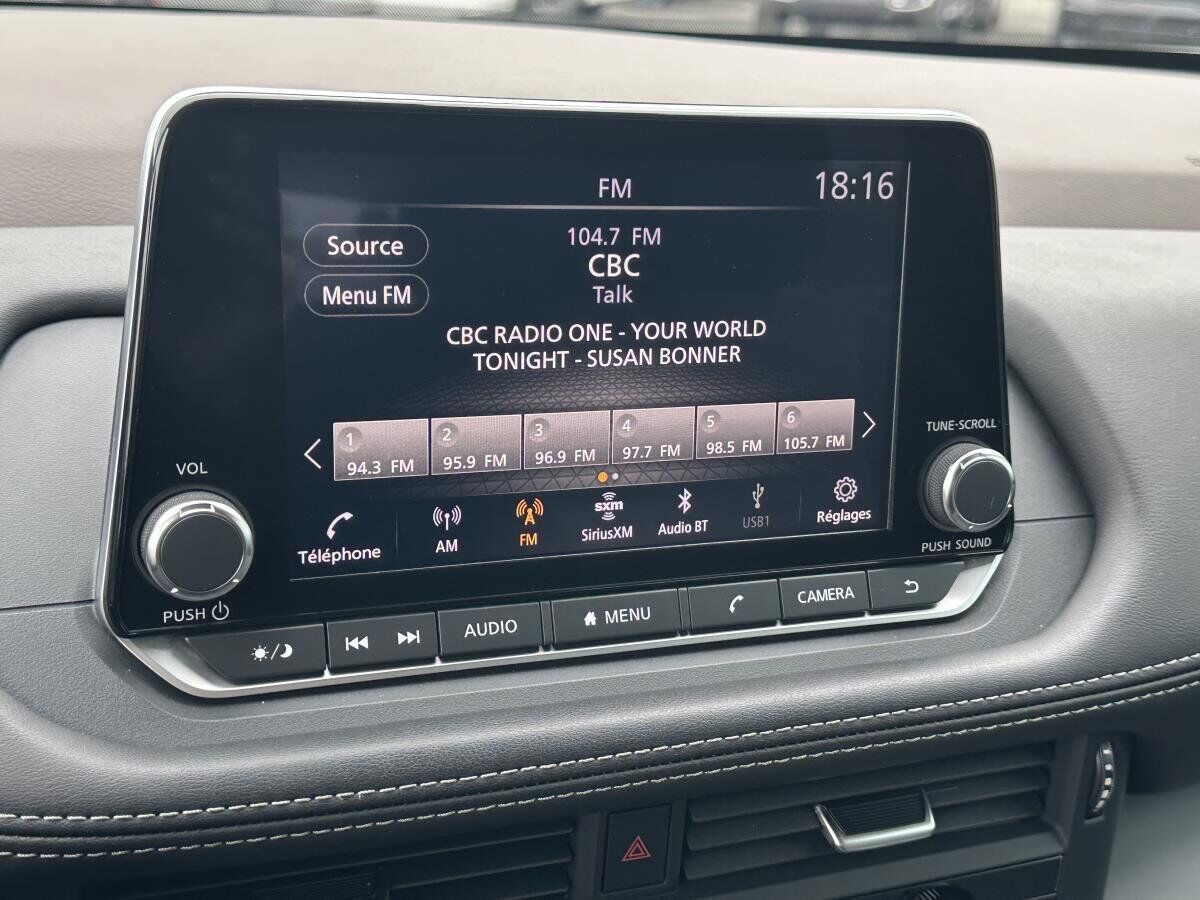 FM
18:16
Source
Menu FM
104.7 FM
CBC
Talk
CBC RADIO ONE - YOUR WORLD
TONIGHT - SUSAN BONNER
1
94.3 FM
2
95.9 FM
3
96.9 FM
4
97.7 FM
5
98.5 FM
6
105.7 FM
Téléphone
AM
FM
sxm
SiriusXM
Audio BT
USB1
Réglages
VOL
PUSH
TUNE·SCROLL
PUSH SOUND
AUDIO
MENU
CAMERA